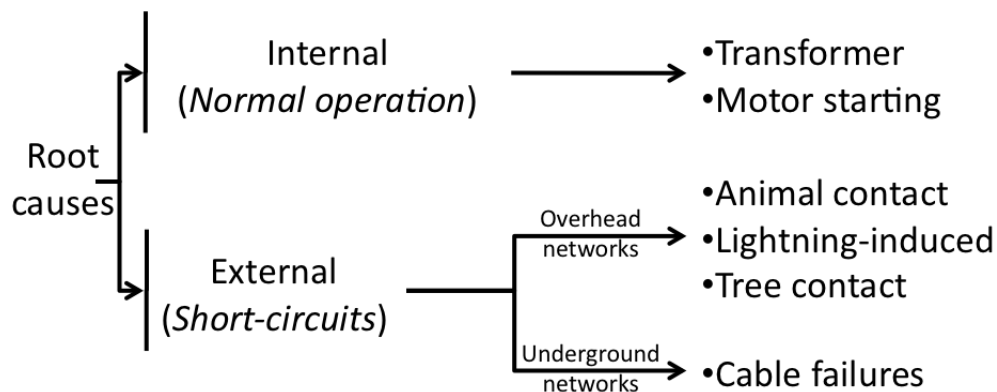 Root
causes
Internal
(Normal operation)
•Transformer
•Motor starting
External
(Short-circuits)
Overhead
networks
•Animal contact
•Lightning-induced
•Tree contact
Underground
networks
•Cable failures